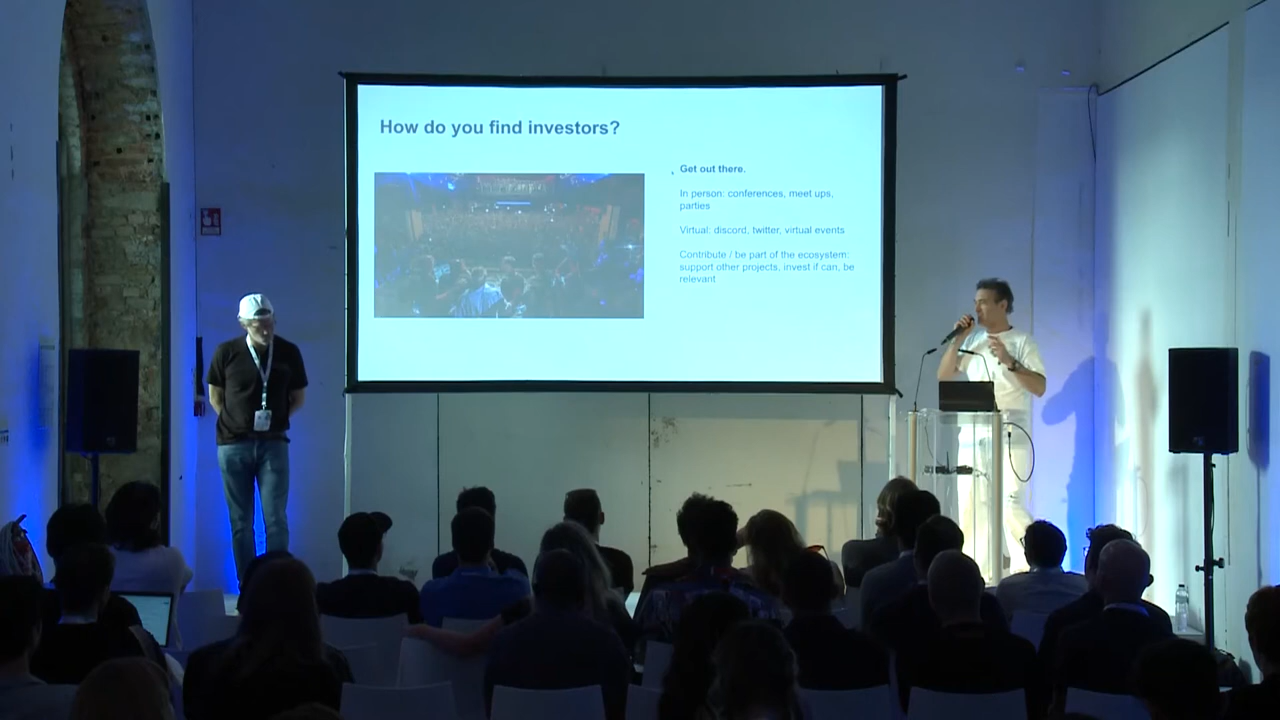 How do you find investors?
Get out there.
In person: conferences, meet ups,
parties
Virtual: discord, twitter, virtual events
Contribute / be part of the ecosystem:
support other projects, invest if can, be
relevant